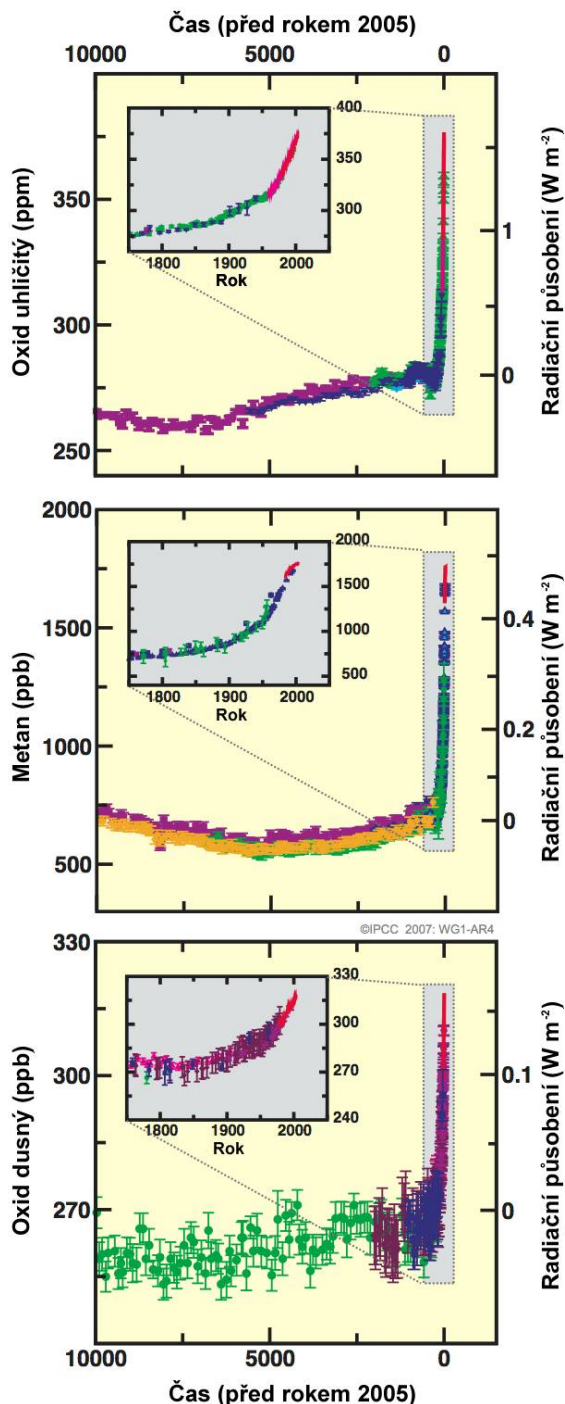 Čas (před rokem 2005)
10000 5000 0
Oxid uhličitý (ppm)
350
300
250
400
350
300
1800 1900 2000
Rok
Radiační působení (W m-2)
1
0
Metan (ppb)
2000
1500
1000
500
2000
1500
1000
500
1800 1900 2000
Rok
Radiační působení (W m-2)
0.4
0.2
0
©IPCC 2007: WG1-AR4
Oxid dusný (ppb)
330
300
270
330
300
270
240
1800 1900 2000
Rok
Radiační působení (W m-2)
0.1
0
10000 5000 0
Čas (před rokem 2005)